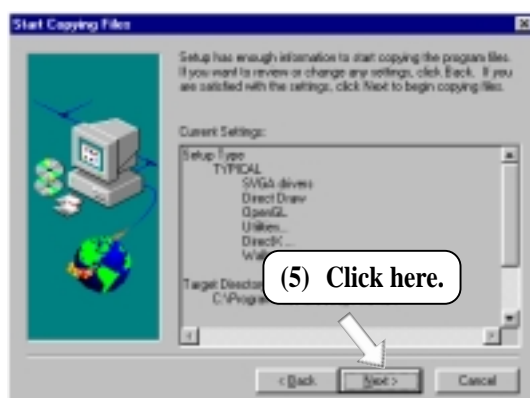 Start Copying Files
Setup has enough information to start copying the program files.
If you want to review or change any settings, click Back. If you
are satisfied with the settings, click Next to begin copying files.
Current Settings:
Setup Type
TYPICAL
SVGA drivers
Direct Draw
OpenGL
Utilities...
DirectX...
(5) Click here.
Target
C:\Program
< Back
Next >
Cancel